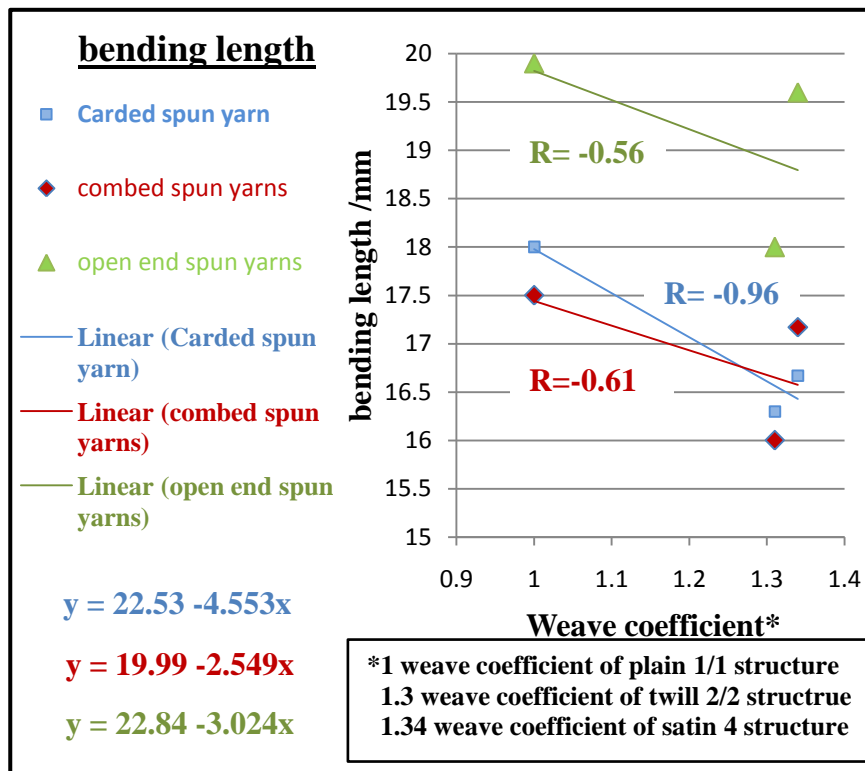 bending length
Carded spun yarn
combed spun yarns
open end spun yarns
Linear (Carded spun
yarn)
Linear (combed spun
yarns)
Linear (open end spun
yarns)
y = 22.53 -4.553x
y = 19.99 -2.549x
y = 22.84 -3.024x
bending length /mm
20
19.5
19
18.5
18
17.5
17
16.5
16
15.5
15
R= -0.56
R= -0.96
R=-0.61
0.9 1 1.1 1.2 1.3 1.4
Weave coefficient*
*1 weave coefficient of plain 1/1 structure
1.3 weave coefficient of twill 2/2 structrue
1.34 weave coefficient of satin 4 structure